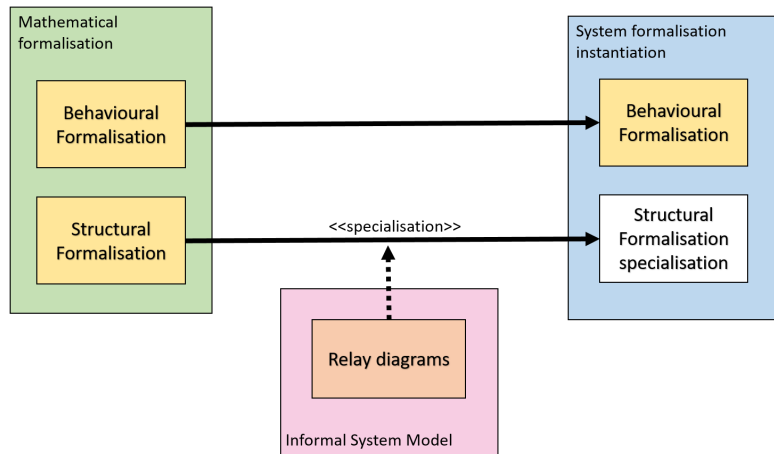 Mathematical
formalisation
Behavioural
Formalisation
Structural
Formalisation
<<specialisation>>
System formalisation
instantiation
Behavioural
Formalisation
Structural
Formalisation
specialisation
Relay diagrams
Informal System Model